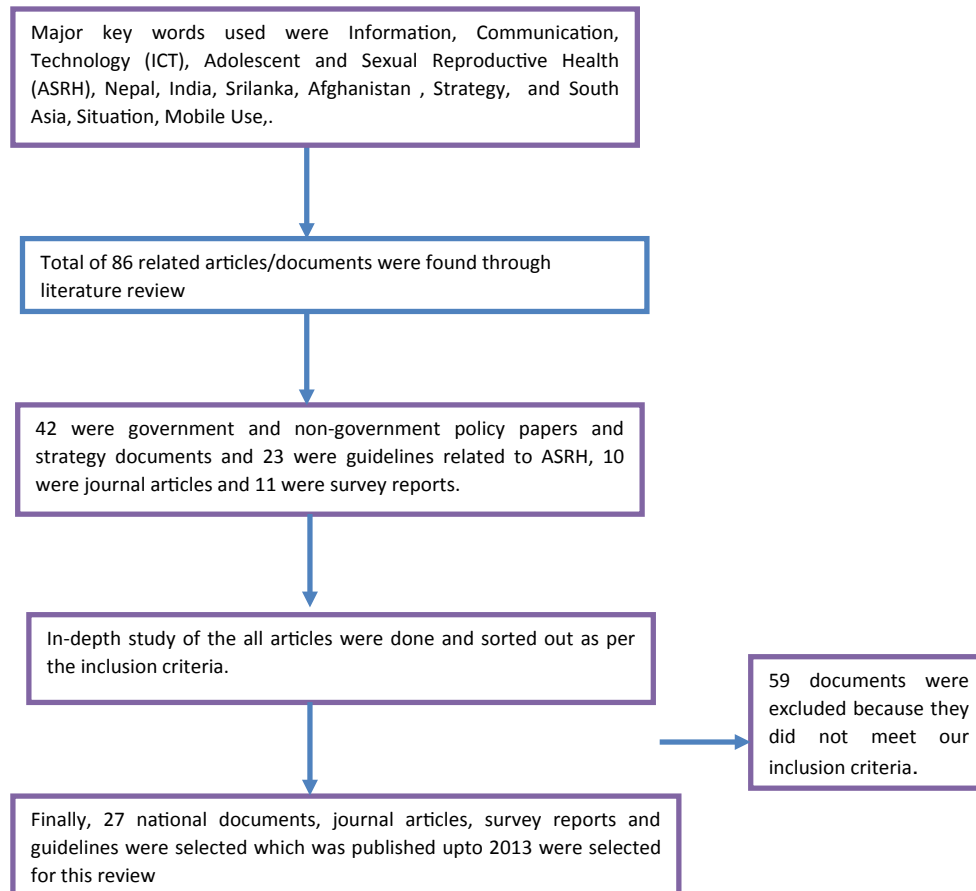 Major key words used were Information, Communication,
Technology (ICT), Adolescent and Sexual Reproductive Health
(ASRH), Nepal, India, Srilanka, Afghanistan , Strategy, and South
Asia, Situation, Mobile Use,.
Total of 86 related articles/documents were found through
literature review
42 were government and non-government policy papers and
strategy documents and 23 were guidelines related to ASRH, 10
were journal articles and 11 were survey reports.
In-depth study of the all articles were done and sorted out as per
the inclusion criteria.
59 documents were
excluded because they
did not meet our
inclusion criteria.
Finally, 27 national documents, journal articles, survey reports and
guidelines were selected which was published upto 2013 were selected
for this review